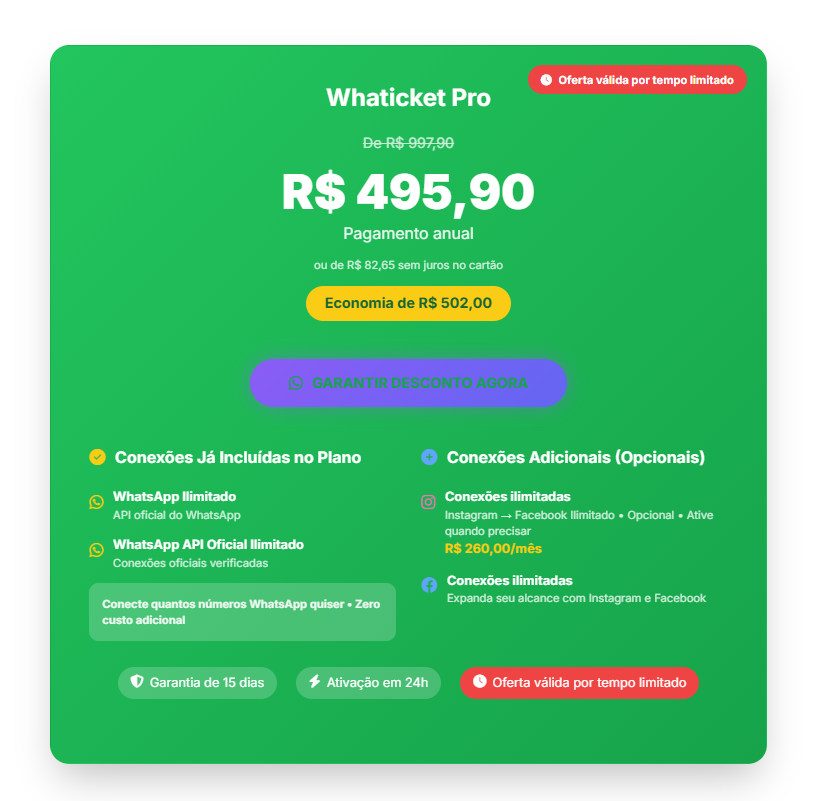 Oferta válida por tempo limitado
Whaticket Pro
De R$ 997,90
R$ 495,90
Pagamento anual
ou de R$ 82,65 sem juros no cartão
Economia de R$ 502,00
GARANTIR DESCONTO AGORA
Conexões Já Incluídas no Plano
WhatsApp Ilimitado
API oficial do WhatsApp
WhatsApp API Oficial Ilimitado
Conexões oficiais verificadas
Conecte quantos números WhatsApp quiser • Zero
custo adicional
Conexões Adicionais (Opcionais)
Conexões ilimitadas
Instagram → Facebook Ilimitado • Opcional • Ative
quando precisar
R$ 260,00/mês
Conexões ilimitadas
Expanda seu alcance com Instagram e Facebook
Garantia de 15 dias
Ativação em 24h
Oferta válida por tempo limitado